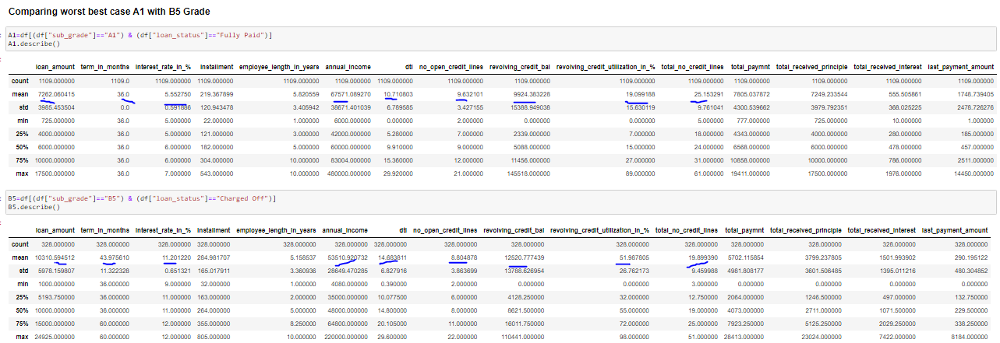 Comparing worst best case A1 with B5 Grade
A1=df[(df["sub_grade"]=="A1") & (df["loan_status"]=="Fully Paid")]
A1.describe()
loan_amount term_in_months interest_rate_in_% installment employee_length_in_years annual_income dti no_open_credit_lines revolving_credit_bal revolving_credit_utilization_in_% total_no_credit_lines total_paymnt total_received_principle total_received_interest last_payment_amount
count 1109.000000 1109.0 1109.000000 1109.000000 1109.000000 1109.000000 1109.000000 1109.000000 1109.000000 1109.000000 1109.000000 1109.000000 1109.000000 1109.000000 1109.000000
mean 7262.060415 36.0 5.552750 219.367899 5.820559 67571.089270 10.710803 9.632101 9924.383228 19.099188 25.153291 7805.037872 7249.233544 555.505861 1748.739405
std 3985.453504 0.0 0.591886 120.943478 3.405942 38671.401039 6.789585 3.427155 15388.949038 15.630119 9.761041 4300.539662 3979.792351 368.025225 2478.726276
min 725.000000 36.0 5.000000 22.000000 1.000000 6000.000000 0.000000 2.000000 0.000000 0.000000 5.000000 777.000000 725.000000 10.000000 1.000000
25% 4000.000000 36.0 5.000000 121.000000 3.000000 42000.000000 5.280000 7.000000 2339.000000 7.000000 18.000000 4343.000000 4000.000000 280.000000 185.000000
50% 6000.000000 36.0 6.000000 182.000000 5.000000 60000.000000 9.910000 9.000000 5088.000000 15.000000 24.000000 6568.000000 6000.000000 478.000000 457.000000
75% 10000.000000 36.0 6.000000 304.000000 10.000000 83004.000000 15.360000 12.000000 11456.000000 27.000000 31.000000 10858.000000 10000.000000 786.000000 2511.000000
max 17500.000000 36.0 7.000000 543.000000 10.000000 480000.000000 29.920000 21.000000 145518.000000 89.000000 61.000000 19411.000000 17500.000000 1976.000000 14450.000000
B5=df[(df["sub_grade"]=="B5") & (df["loan_status"]=="Charged Off")]
B5.describe()
loan_amount term_in_months interest_rate_in_% installment employee_length_in_years annual_income dti no_open_credit_lines revolving_credit_bal revolving_credit_utilization_in_% total_no_credit_lines total_paymnt total_received_principle total_received_interest last_payment_amount
count 328.000000 328.000000 328.000000 328.000000 328.000000 328.000000 328.000000 328.000000 328.000000 328.000000 328.000000 328.000000 328.000000 328.000000 328.000000
mean 10310.594512 43.975610 11.201220 284.981707 5.158537 53510.920732 14.683811 8.804878 12520.777439 51.987805 19.899390 5702.115854 3799.237805 1501.993902 290.195122
std 5978.159807 11.322328 0.651321 165.017911 3.360936 28649.470285 6.827916 3.863699 13788.626954 26.762173 9.459988 4981.808177 3601.506485 1395.011216 480.304852
min 1000.000000 36.000000 9.000000 32.000000 1.000000 4080.000000 0.390000 2.000000 0.000000 0.000000 3.000000 0.000000 0.000000 0.000000 0.000000
25% 5193.750000 36.000000 11.000000 163.000000 2.000000 35000.000000 10.077500 6.000000 4128.250000 32.000000 12.750000 2064.000000 1246.500000 497.000000 132.750000
50% 10000.000000 36.000000 11.000000 264.000000 5.000000 48000.000000 14.800000 8.000000 8621.500000 55.000000 19.000000 4073.000000 2711.000000 1071.500000 229.500000
75% 15000.000000 60.000000 12.000000 355.000000 8.250000 64800.000000 20.105000 11.000000 16011.750000 72.000000 25.000000 7923.250000 5125.250000 2029.250000 338.250000
max 24925.000000 60.000000 12.000000 805.000000 10.000000 220000.000000 29.600000 22.000000 110441.000000 98.000000 51.000000 28413.000000 23024.000000 7422.000000 8184.000000